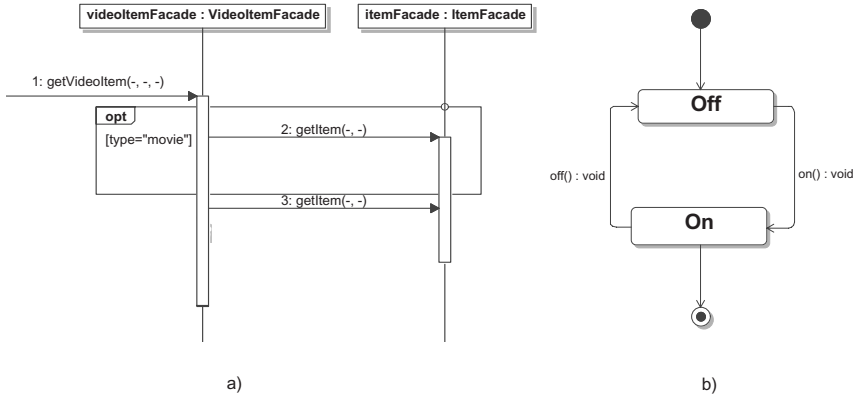 videoItemFacade : VideoItemFacade
itemFacade : ItemFacade
1: getVideoItem(-, -, -)
opt
[type="movie"]
2: getItem(-, -)
3: getItem(-, -)
a)
Off
off() : void
on() : void
On
b)